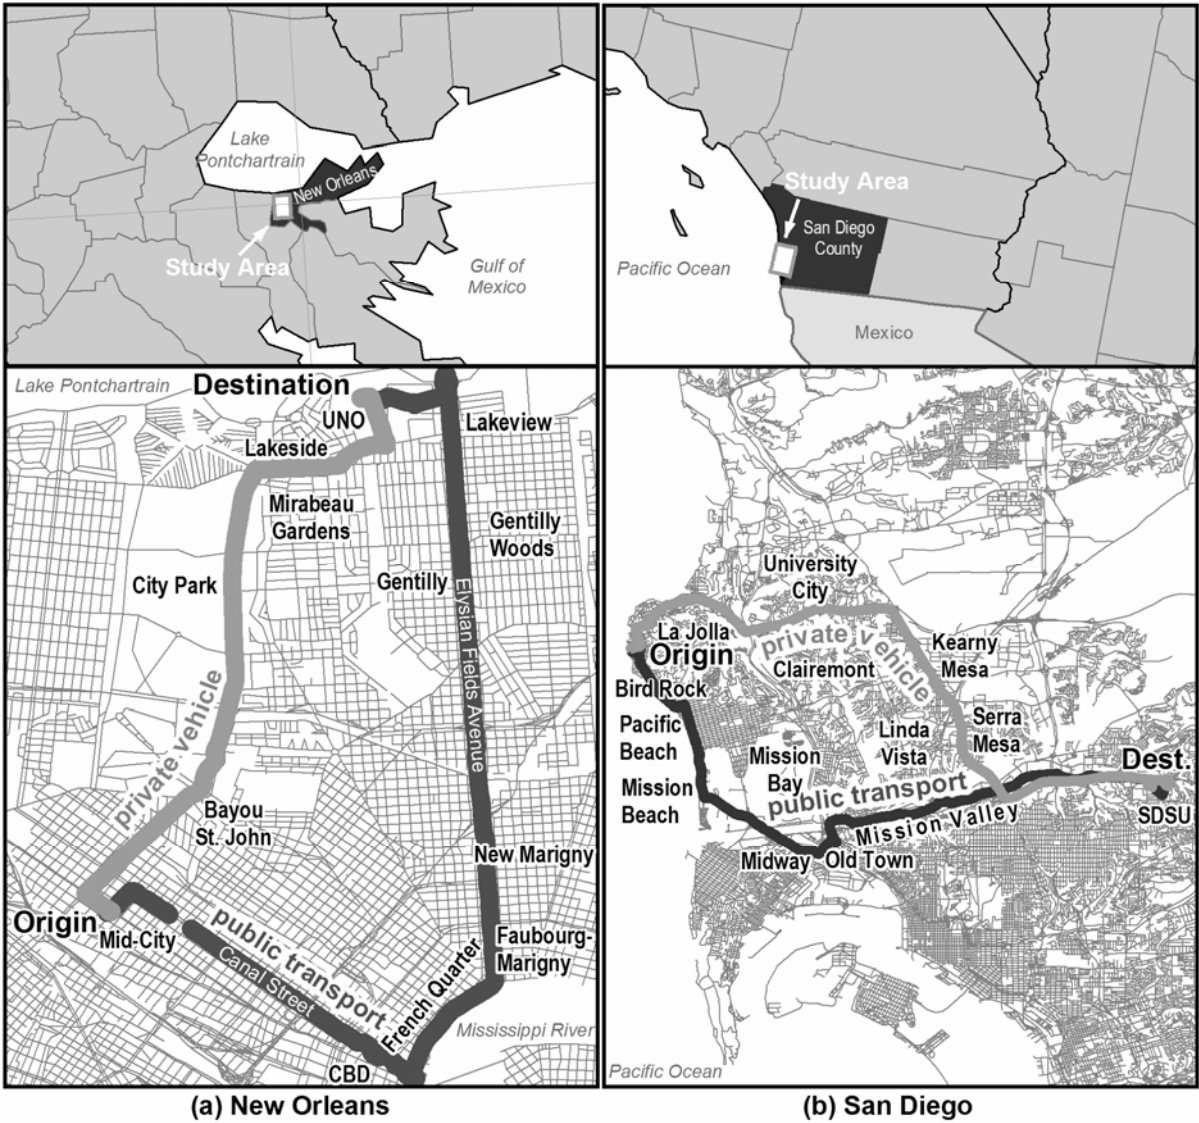 Lake
Pontchartrain
New Orleans
Study Area
Gulf of
Mexico
Study Area
San Diego
County
Pacific Ocean
Mexico
Lake Pontchartrain
Destination
UNO
Lakeview
Lakeside
Mirabeau
Gardens
Gentilly
Woods
City Park
Gentilly
Elysian Fields Avenue
private vehicle
Bayou
St. John
New Marigny
Origin
Mid-City
public transport
Canal Street
French Quarter
Faubourg-
Marigny
Mississippi River
CBD
University
City
La Jolla
Origin
private vehicle
Clairemont
Kearny
Mesa
Bird Rock
Pacific
Beach
Linda
Vista
Serra
Mesa
Mission
Bay
Mission
Beach
public transport
Dest.
SDSU
Mission Valley
Midway
Old Town
Pacific Ocean
(a) New Orleans
(b) San Diego